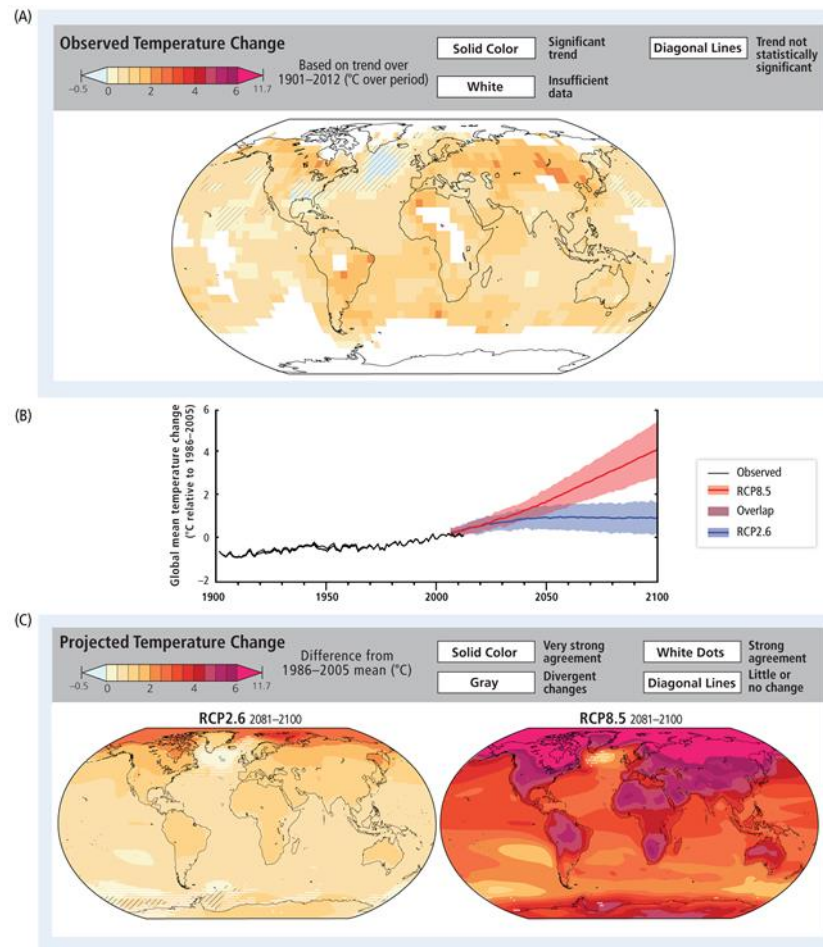 (A)
Observed Temperature Change
Based on trend over
1901–2012 (°C over period)
−0.5 0 2 4 6 11.7
Solid Color
Significant
trend
Diagonal Lines
Trend not
statistically
significant
White
Insufficient
data
(B)
Global mean temperature change
(°C relative to 1986–2005)
6
4
2
0
−2
1900 1950 2000 2050 2100
Observed
RCP8.5
Overlap
RCP2.6
(C)
Projected Temperature Change
Difference from
1986–2005 mean (°C)
−0.5 0 2 4 6 11.7
Solid Color
Very strong
agreement
White Dots
Strong
agreement
Gray
Divergent
changes
Diagonal Lines
Little or
no change
RCP2.6 2081–2100
RCP8.5 2081–2100